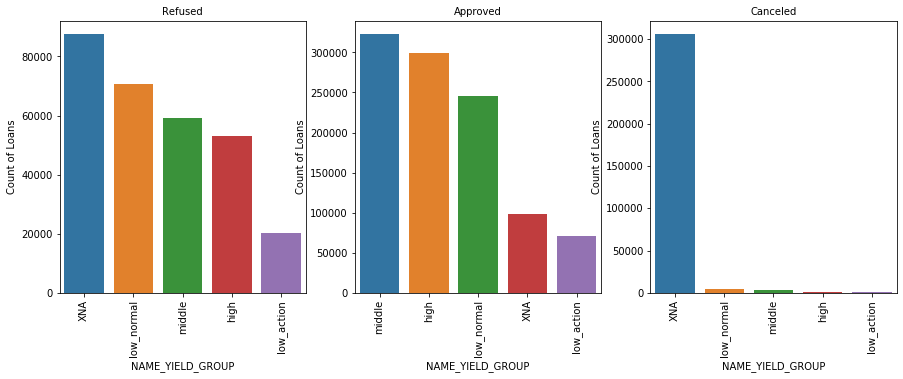 Refused
Count of Loans
80000
60000
40000
20000
0
XNA
low_normal
middle
high
low_action
NAME_YIELD_GROUP
Approved
Count of Loans
300000
250000
200000
150000
100000
50000
0
middle
high
low_normal
XNA
low_action
NAME_YIELD_GROUP
Canceled
Count of Loans
300000
250000
200000
150000
100000
50000
0
XNA
low_normal
middle
high
low_action
NAME_YIELD_GROUP